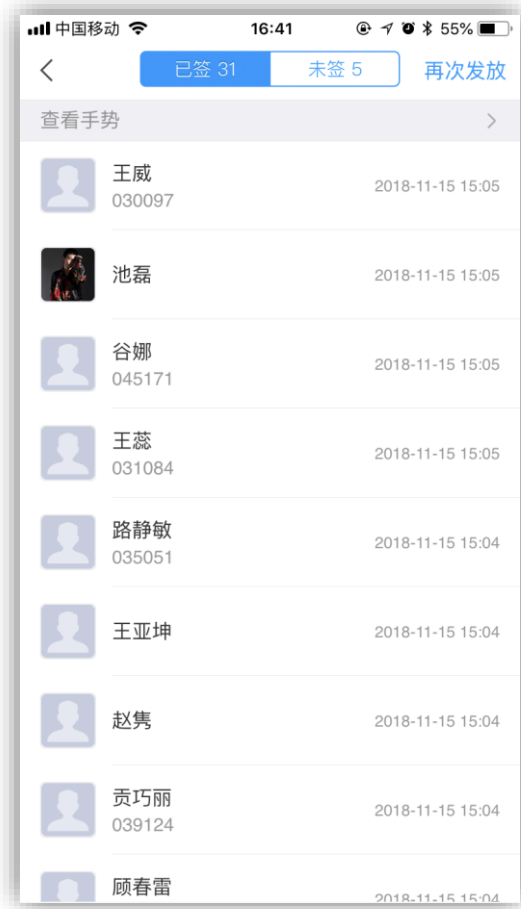 中国移动 16:41 55%
已签 31 未签 5 再次发放
查看手势
王威
030097 2018-11-15 15:05
池磊 2018-11-15 15:05
谷娜
045171 2018-11-15 15:05
王蕊
031084 2018-11-15 15:05
路静敏
035051 2018-11-15 15:04
王亚坤 2018-11-15 15:04
赵隽 2018-11-15 15:04
贡巧丽
039124 2018-11-15 15:04
顾春雷
2018-11-15 15:04